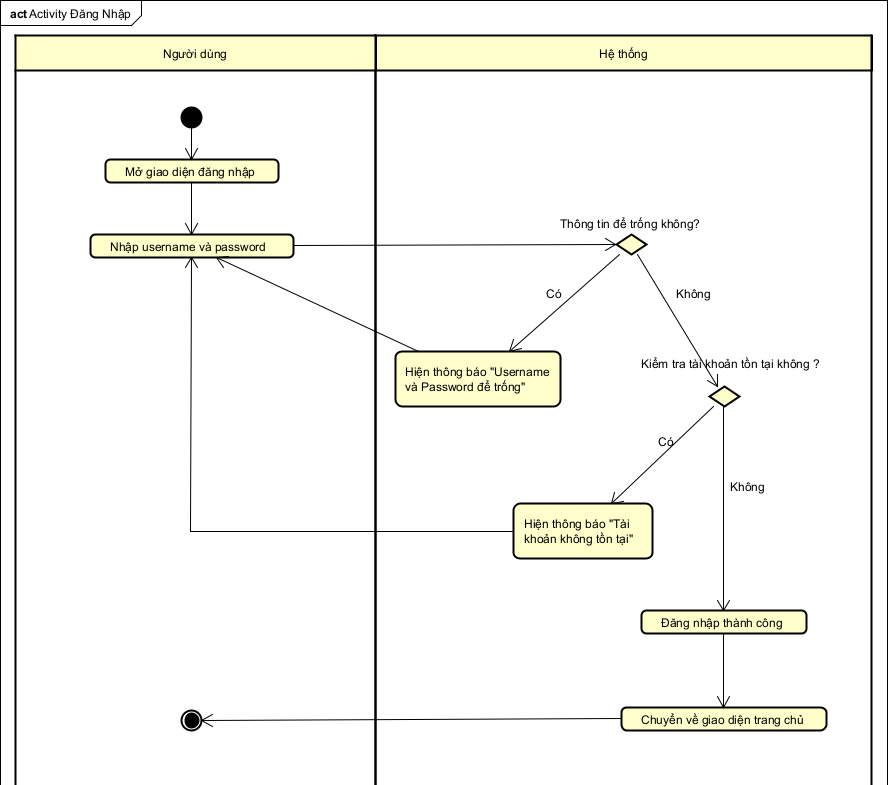 act Activity Đăng Nhập
Người dùng
Hệ thống
Mở giao diện đăng nhập
Thông tin để trống không?
Nhập username và password
Có
Không
Kiểm tra tài khoản tồn tại không ?
Hiện thông báo "Username
và Password để trống"
Có
Không
Hiện thông báo "Tài
khoản không tồn tại"
Đăng nhập thành công
Chuyển về giao diện trang chủ